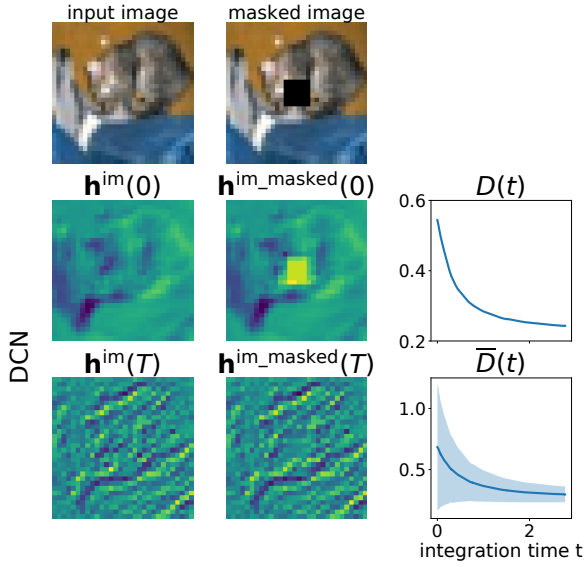 input image
masked image
h^im(0)
h^im_masked(0)
D(t)
0.6
0.4
0.2
DCN
h^im(T)
h^im_masked(T)
D̅(t)
1.0
0.5
0
2
integration time t